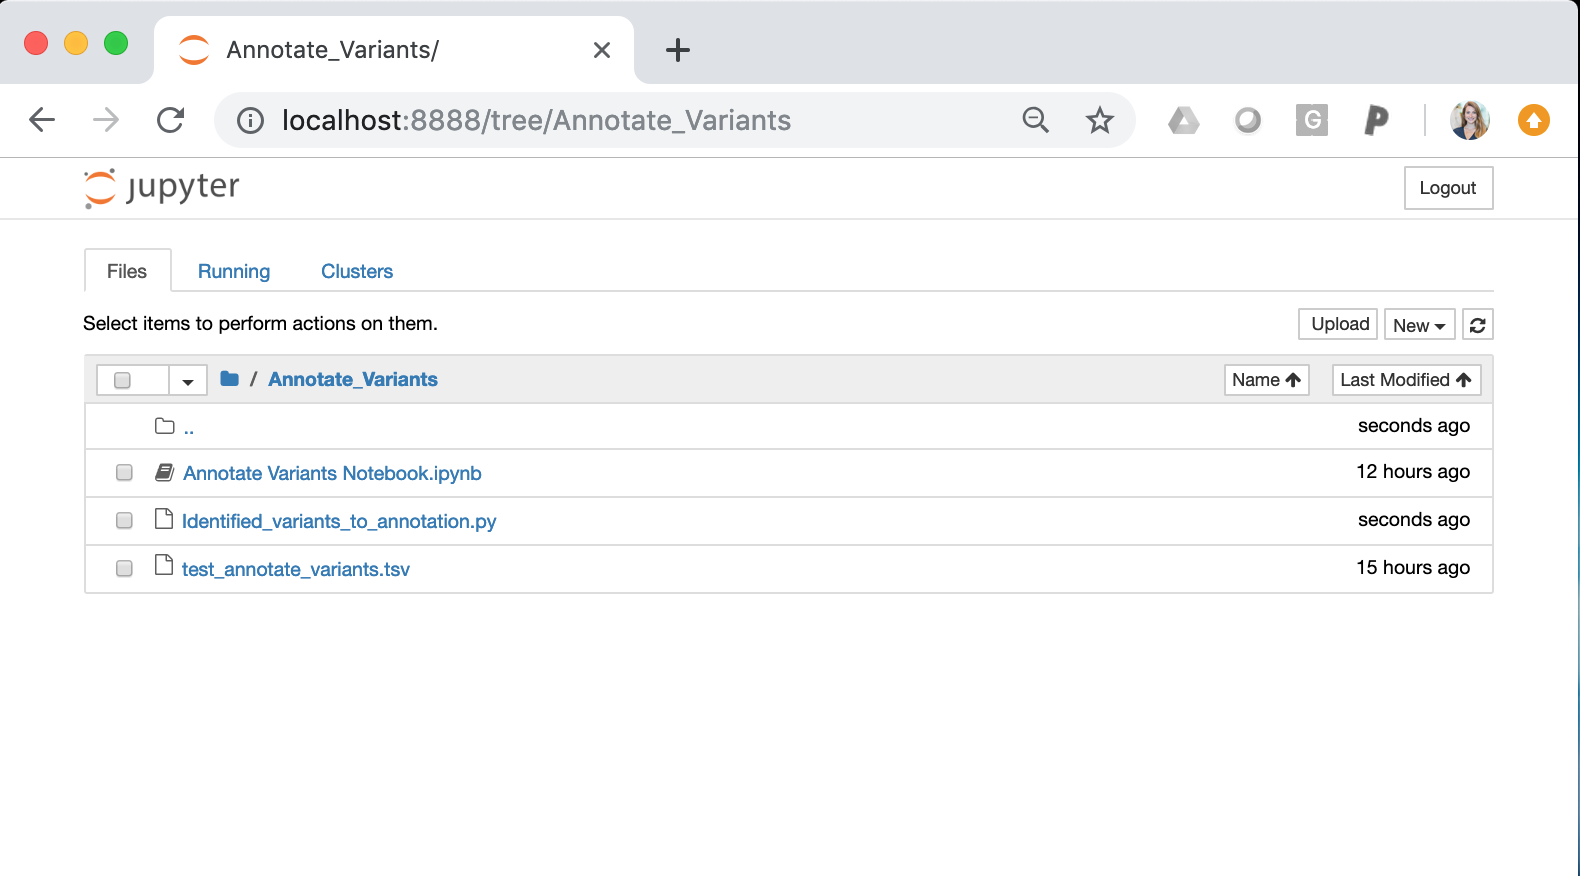 Annotate_Variants/
localhost:8888/tree/Annotate_Variants
G
P
jupyter
Logout
Files Running Clusters
Select items to perform actions on them.
Upload New
/ Annotate_Variants Name Last Modified
.. seconds ago
Annotate Variants Notebook.ipynb 12 hours ago
Identified_variants_to_annotation.py seconds ago
test_annotate_variants.tsv 15 hours ago